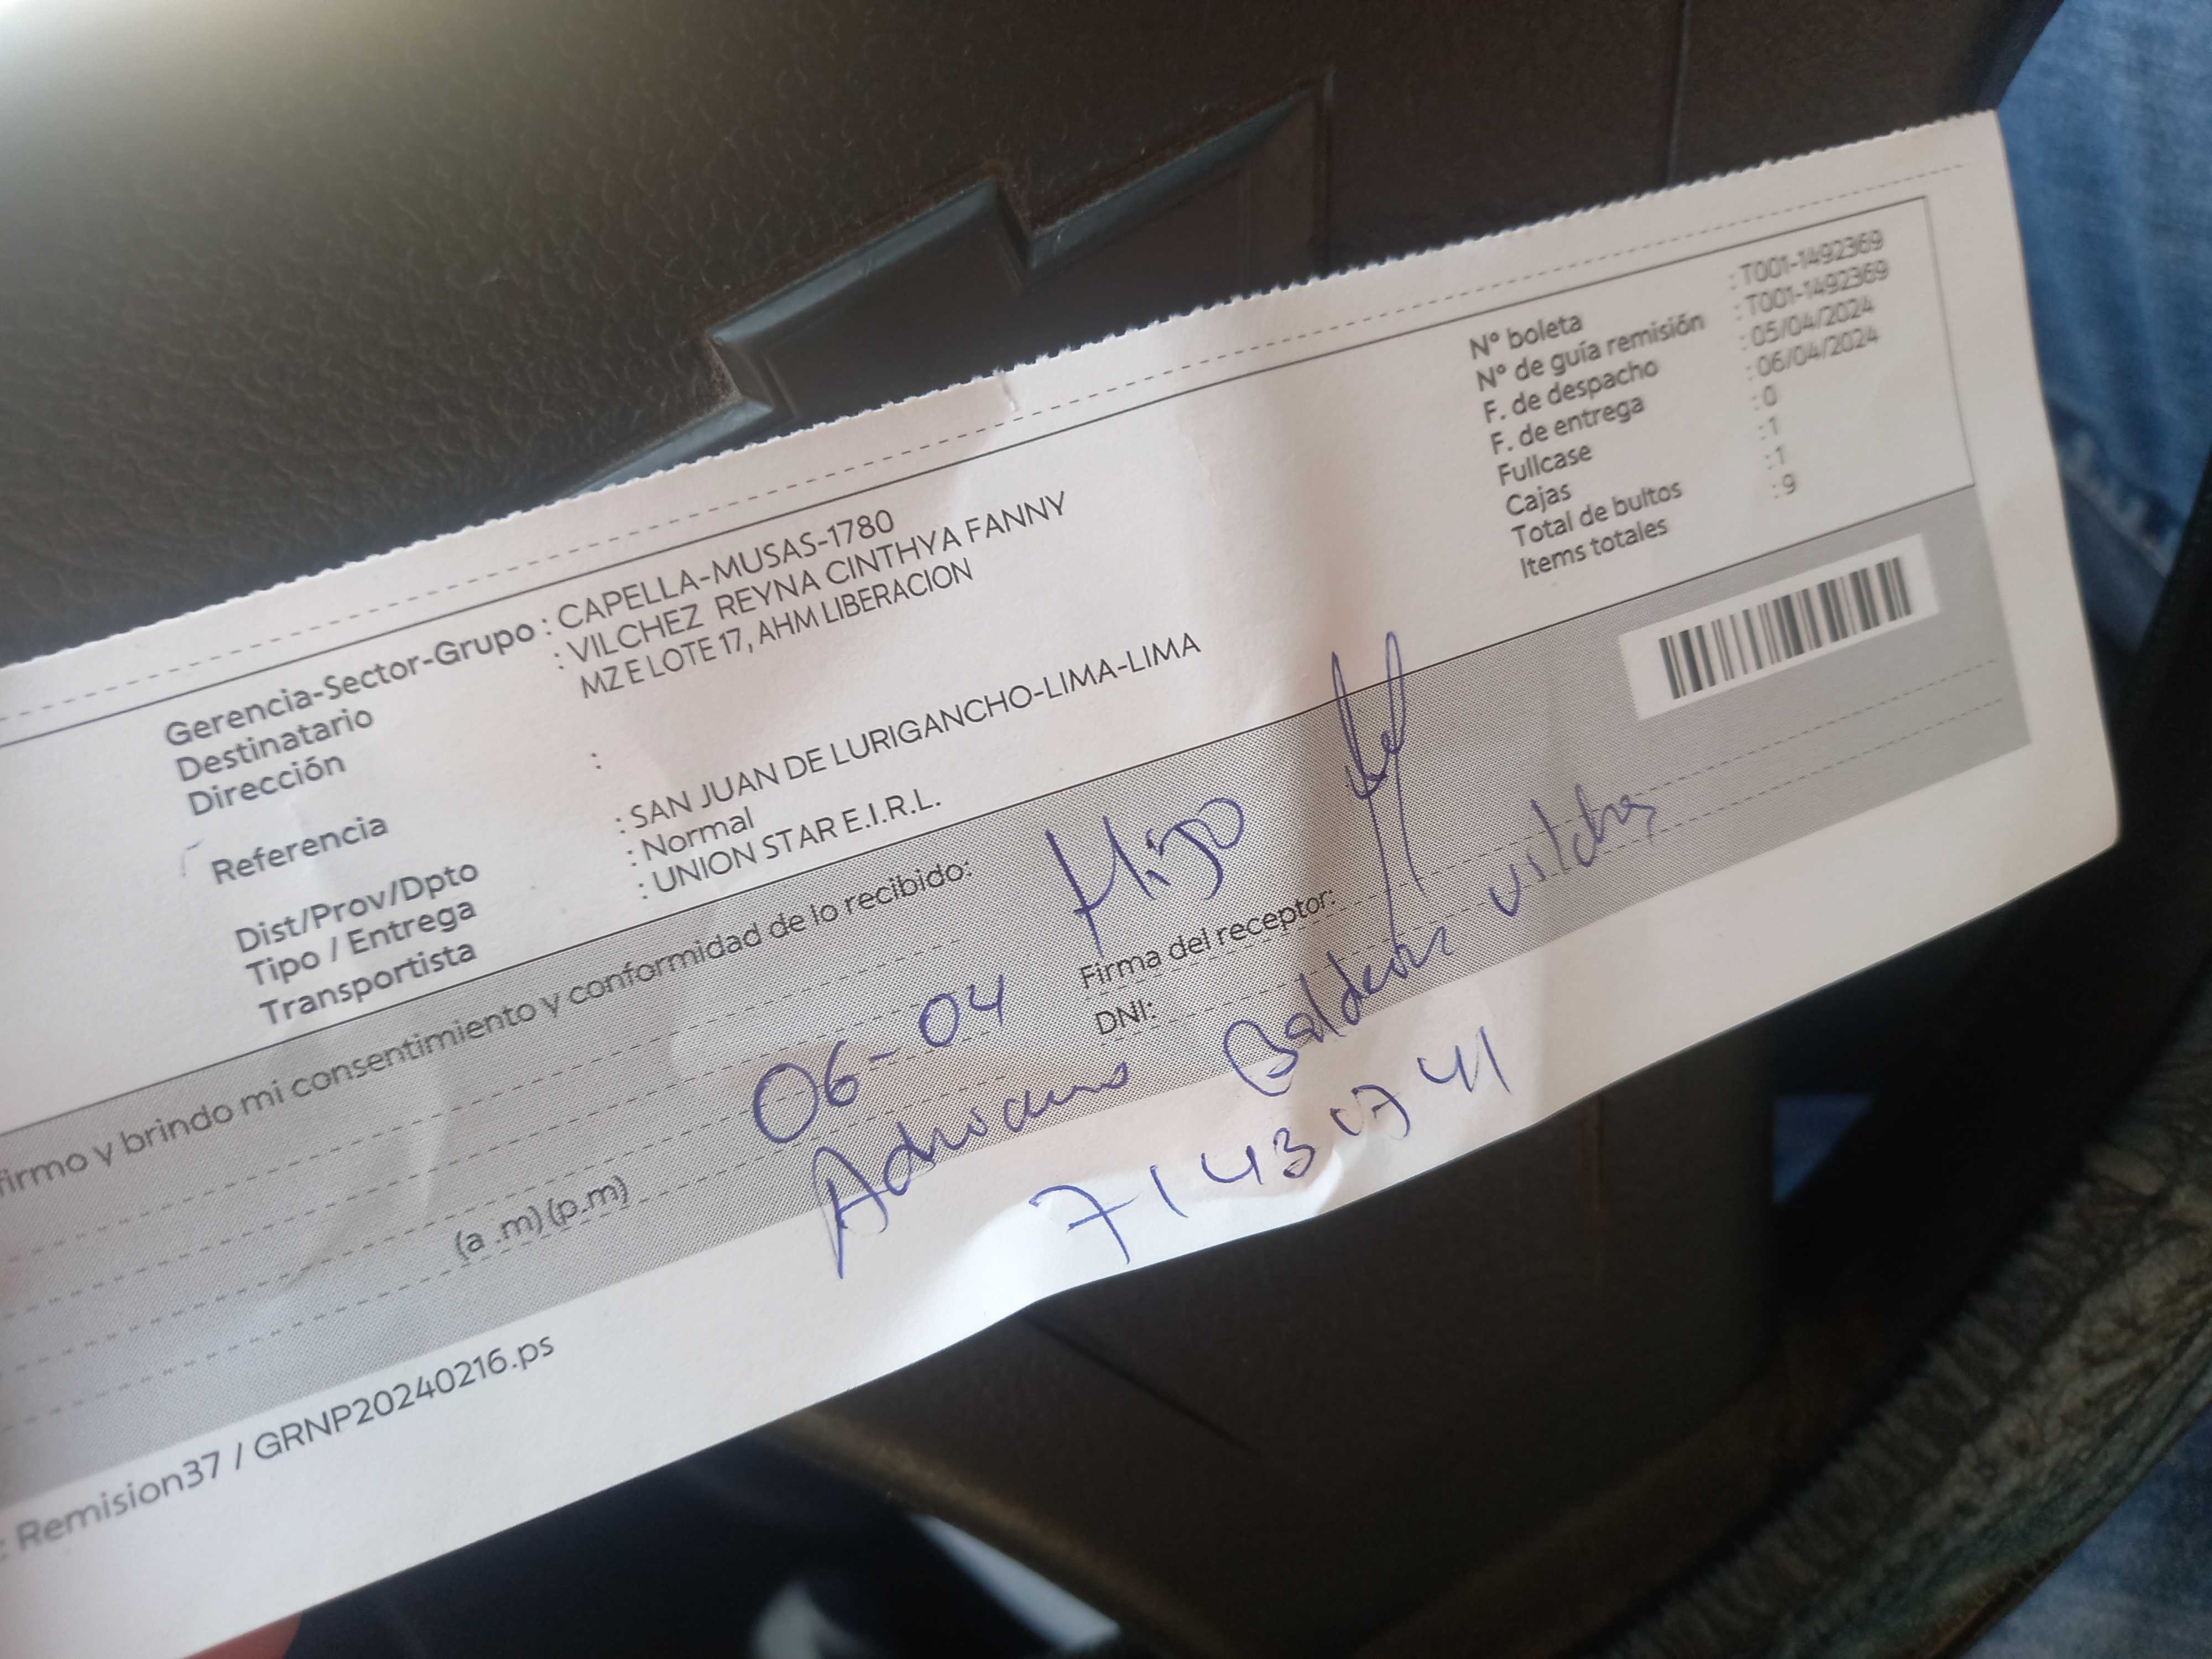 Gerencia-Sector-Grupo : CAPELLA-MUSAS-1780
Destinatario : VILCHEZ REYNA CINTHYA FANNY
Dirección MZ E LOTE 17, AHM LIBERACION
Referencia :
Dist/Prov/Dpto : SAN JUAN DE LURIGANCHO-LIMA-LIMA
Tipo / Entrega : Normal
Transportista : UNION STAR E.I.R.L.
N° boleta : T001-1492369
N° de guía remisión : T001-1492369
F. de despacho : 05/04/2024
F. de entrega : 06/04/2024
Fullcase : 0
Cajas : 1
Total de bultos : 1
Items totales : 9
firmo y brindo mi consentimiento y conformidad de lo recibido:
Hijo
Firma del receptor:
DNI:
06-04
(a .m) (p.m)
Adriano Balderon vilchez
71430741
: Remision37 / GRNP20240216.ps